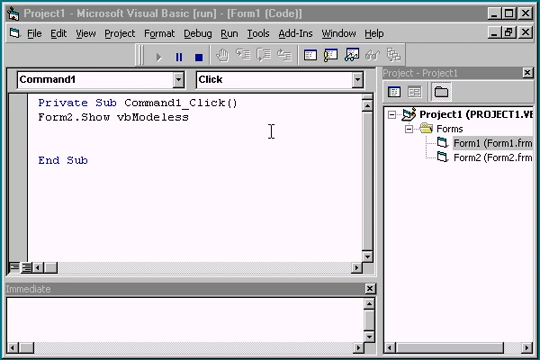 Project1 - Microsoft Visual Basic [run] - [Form1 (Code)]
File Edit View Project Format Debug Run Tools Add-Ins Window Help
Command1 Click
Private Sub Command1_Click()
Form2.Show vbModeless
End Sub
Project - Project1
Project1 (PROJECT1.VB
Forms
Form1 (Form1.frm
Form2 (Form2.frm
Immediate